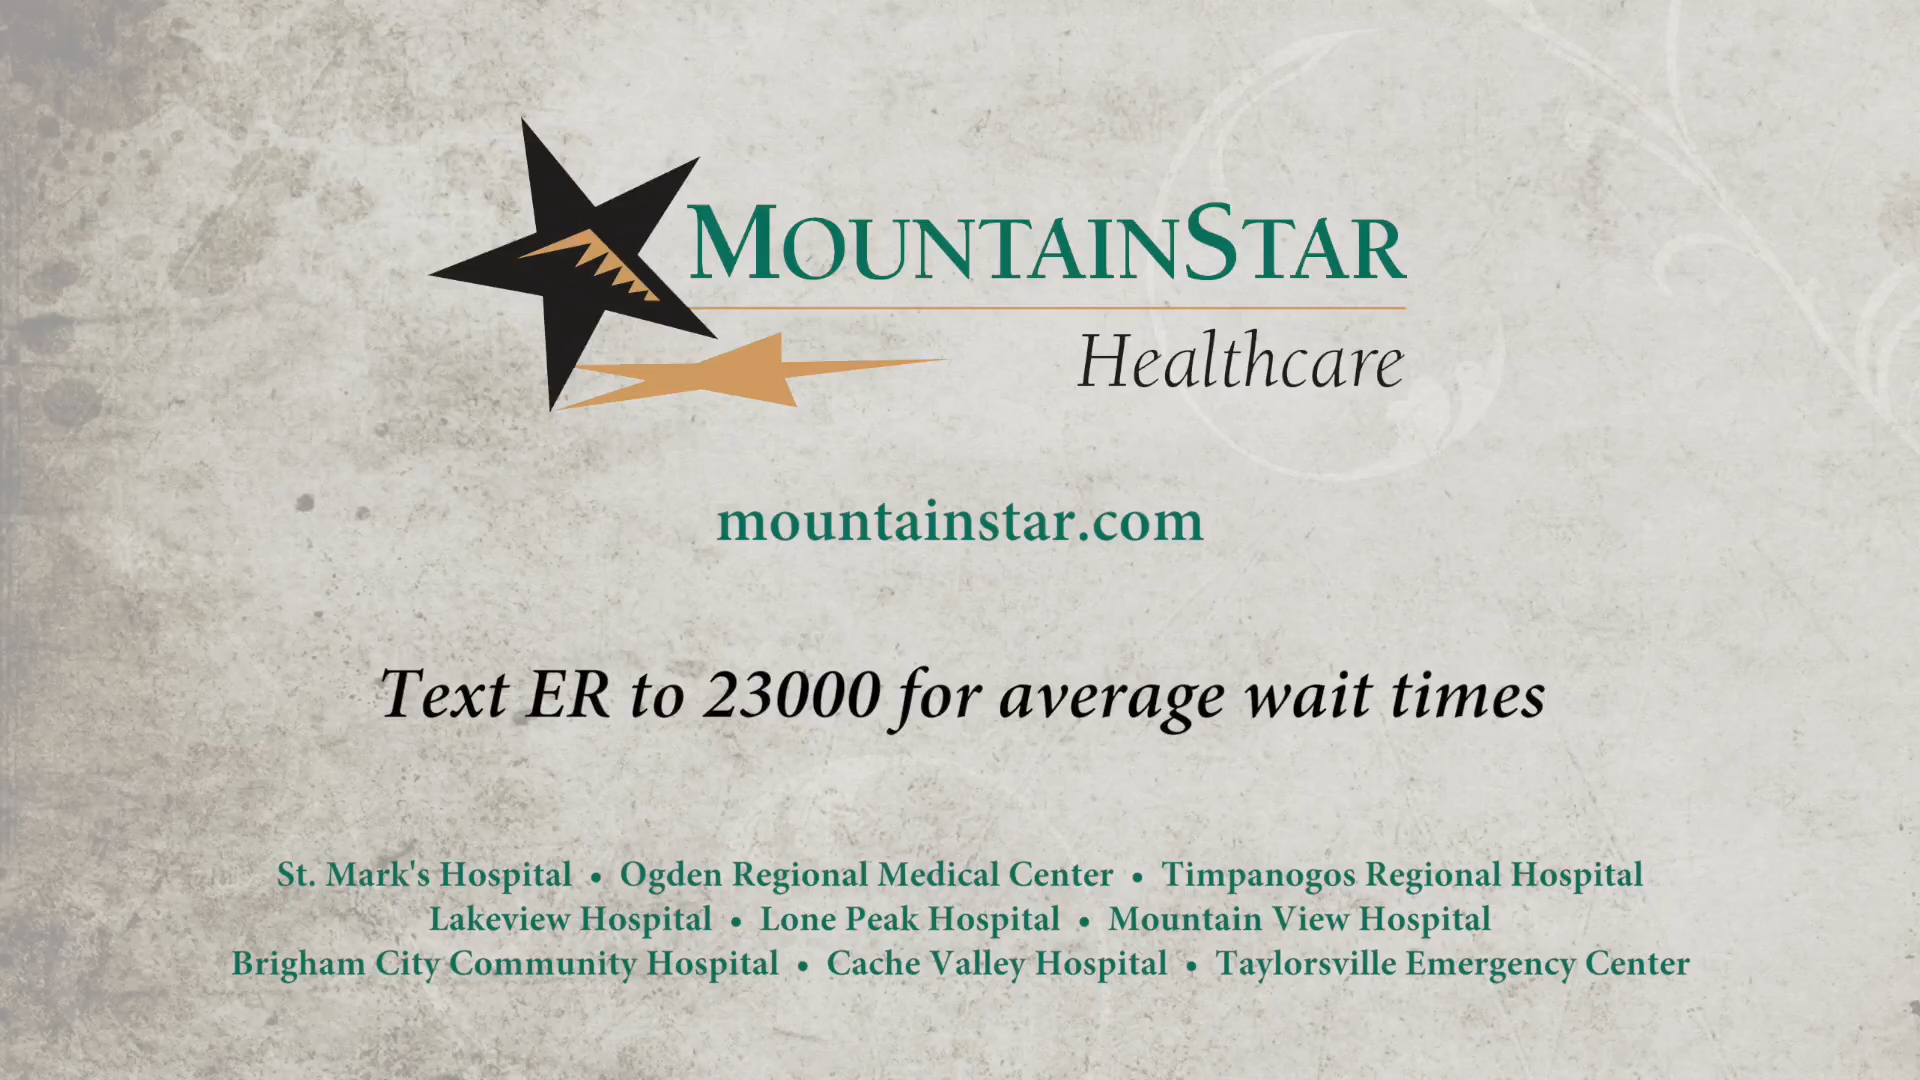 MOUNTAINSTAR
Healthcare
mountainstar.com
Text ER to 23000 for average wait times
St. Mark's Hospital • Ogden Regional Medical Center • Timpanogos Regional Hospital
Lakeview Hospital • Lone Peak Hospital • Mountain View Hospital
Brigham City Community Hospital • Cache Valley Hospital • Taylorsville Emergency Center